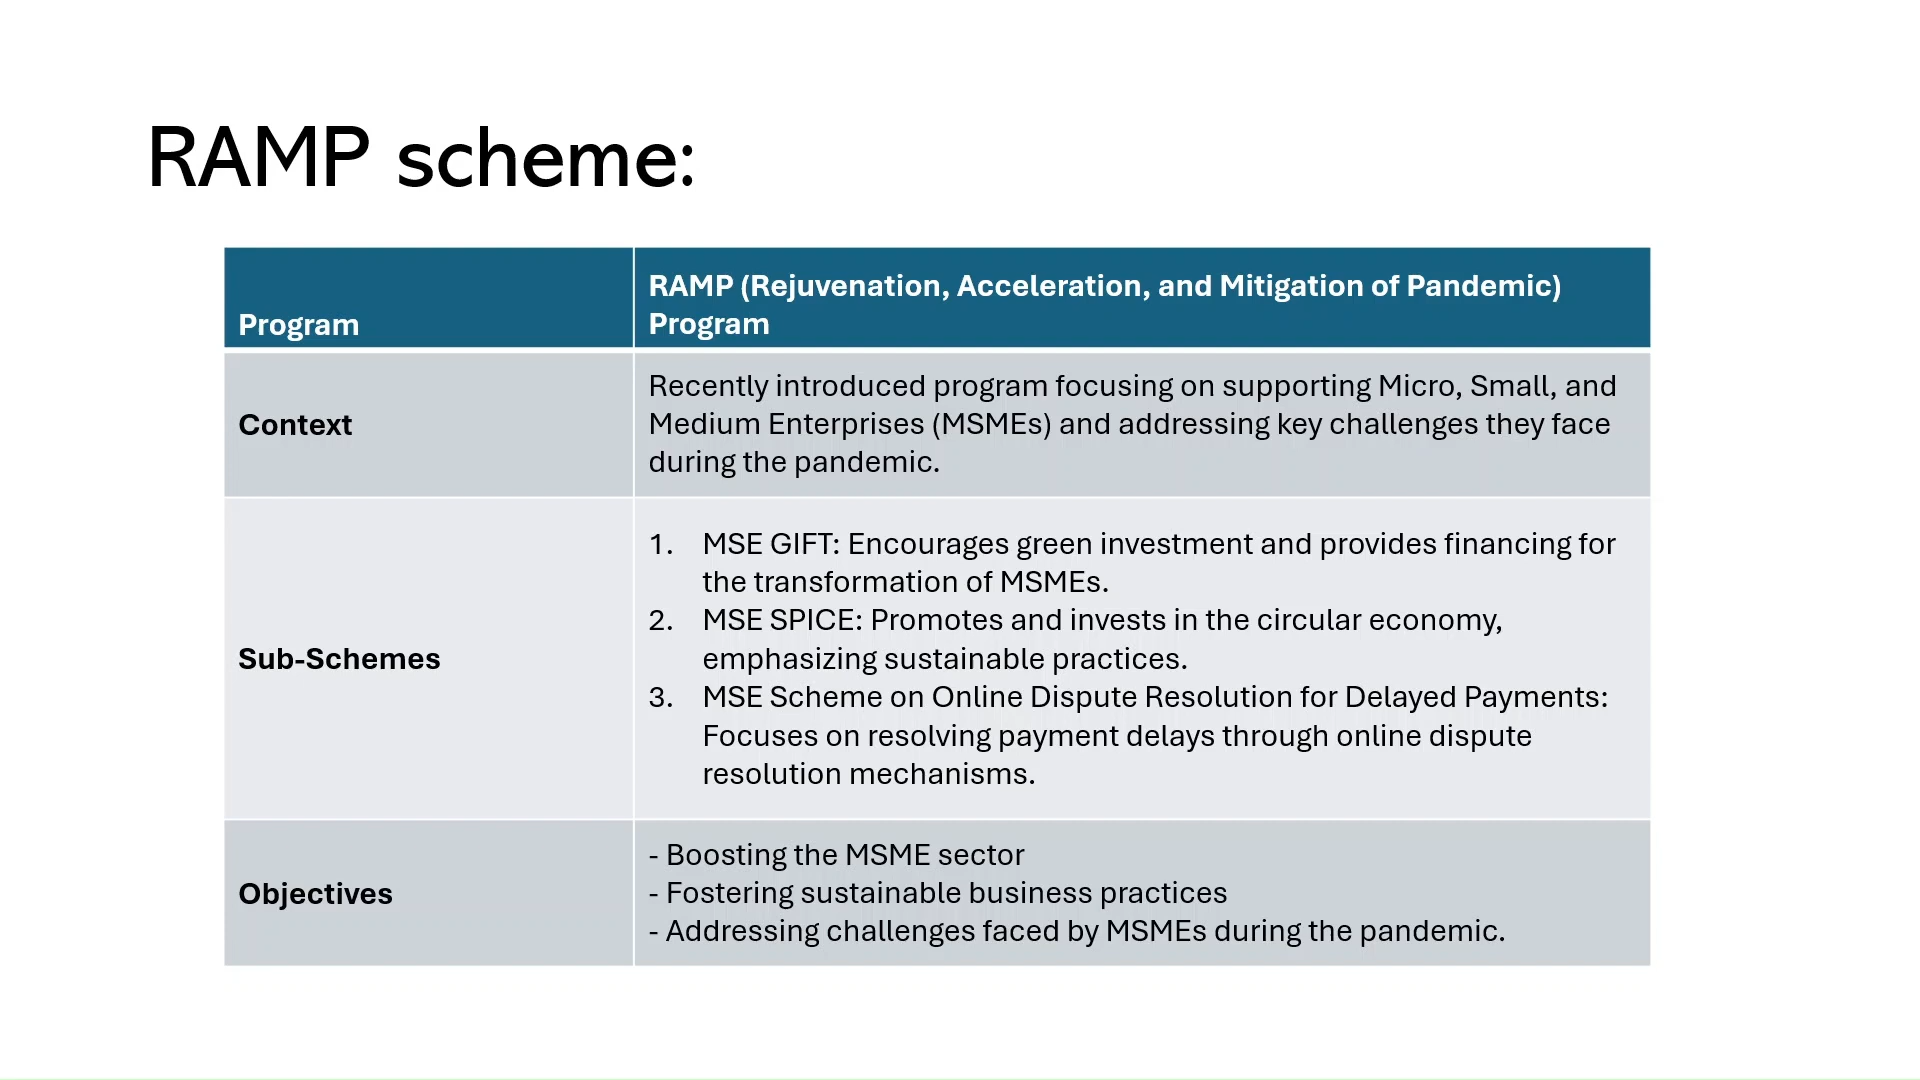 RAMP scheme:
Program
RAMP (Rejuvenation, Acceleration, and Mitigation of Pandemic)
Program
Context
Recently introduced program focusing on supporting Micro, Small, and
Medium Enterprises (MSMEs) and addressing key challenges they face
during the pandemic.
Sub-Schemes
1. MSE GIFT: Encourages green investment and provides financing for
the transformation of MSMEs.
2. MSE SPICE: Promotes and invests in the circular economy,
emphasizing sustainable practices.
3. MSE Scheme on Online Dispute Resolution for Delayed Payments:
Focuses on resolving payment delays through online dispute
resolution mechanisms.
Objectives
- Boosting the MSME sector
- Fostering sustainable business practices
- Addressing challenges faced by MSMEs during the pandemic.